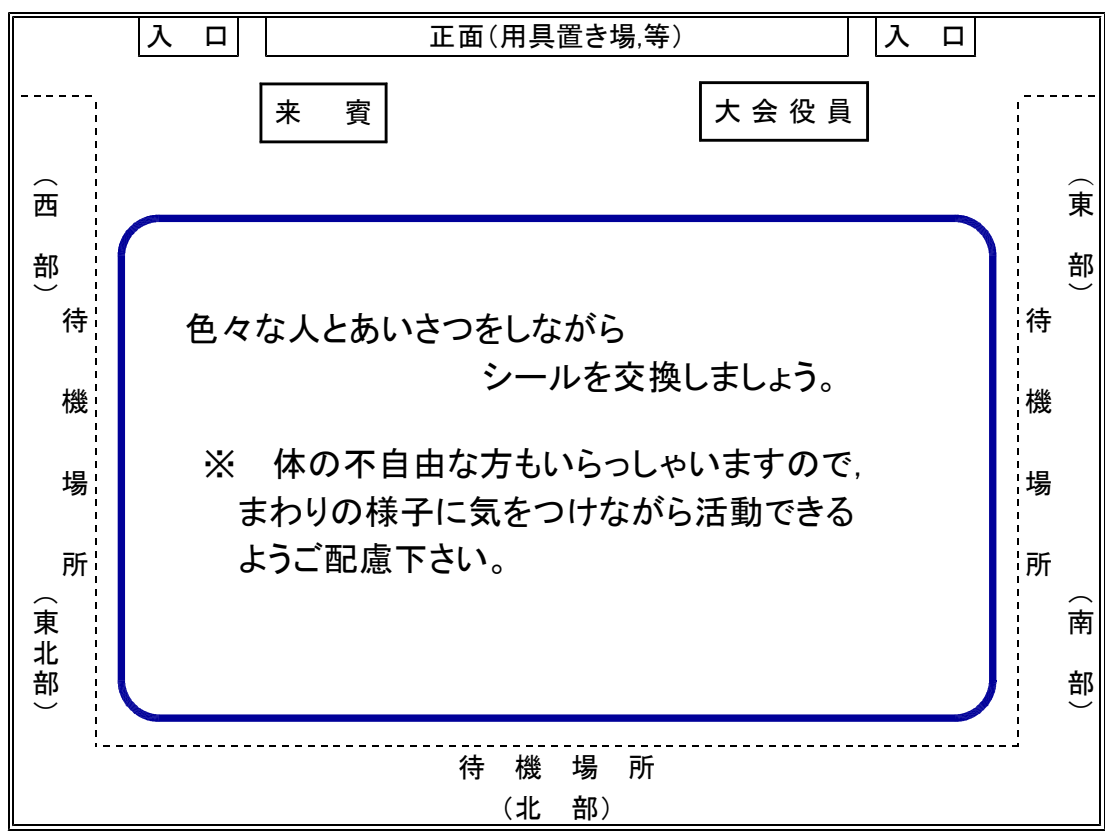 入　口
正面（用具置き場,等）
入　口
来　賓
大会役員
（西　部）
待機場所
（東北部）
色々な人とあいさつをしながら
シールを交換しましょう。
※　体の不自由な方もいらっしゃいますので,
まわりの様子に気をつけながら活動できる
ようご配慮下さい。
（東　部）
待機場所
（南　部）
待　機　場　所
（北　部）